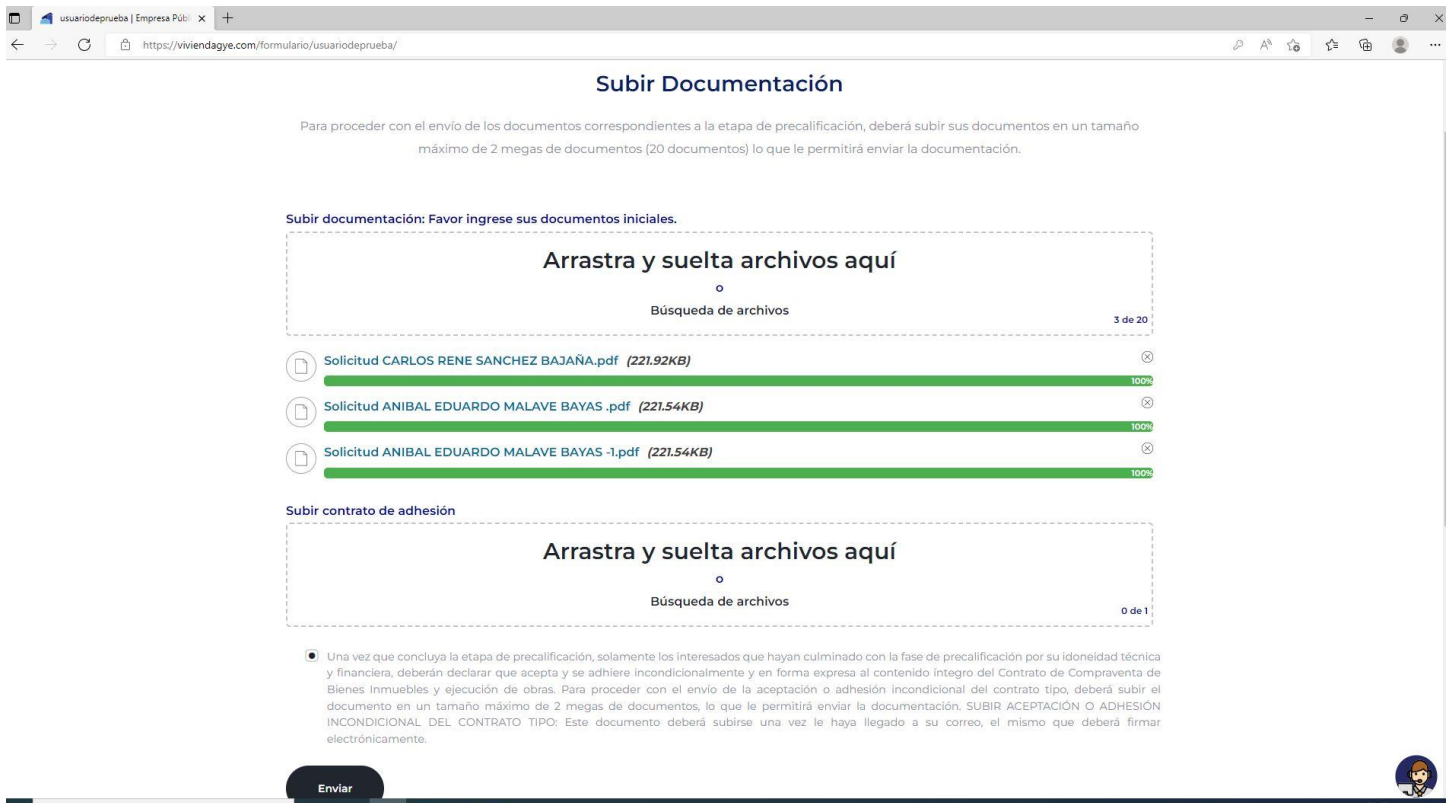 usuariodeprueba | Empresa Públi
https://viviendagye.com/formulario/usuariodeprueba/
Subir Documentación
Para proceder con el envío de los documentos correspondientes a la etapa de precalificación, deberá subir sus documentos en un tamaño
máximo de 2 megas de documentos (20 documentos) lo que le permitirá enviar la documentación.
Subir documentación: Favor ingrese sus documentos iniciales.
Arrastra y suelta archivos aquí
o
Búsqueda de archivos
3 de 20
Solicitud CARLOS RENE SANCHEZ BAJAÑA.pdf (221.92KB)
100%
Solicitud ANIBAL EDUARDO MALAVE BAYAS .pdf (221.54KB)
100%
Solicitud ANIBAL EDUARDO MALAVE BAYAS -1.pdf (221.54KB)
100%
Subir contrato de adhesión
Arrastra y suelta archivos aquí
o
Búsqueda de archivos
0 de 1
Una vez que concluya la etapa de precalificación, solamente los interesados que hayan culminado con la fase de precalificación por su idoneidad técnica
y financiera, deberán declarar que acepta y se adhiere incondicionalmente y en forma expresa al contenido íntegro del Contrato de Compraventa de
Bienes Inmuebles y ejecución de obras. Para proceder con el envío de la aceptación o adhesión incondicional del contrato tipo, deberá subir el
documento en un tamaño máximo de 2 megas de documentos, lo que le permitirá enviar la documentación. SUBIR ACEPTACIÓN O ADHESIÓN
INCONDICIONAL DEL CONTRATO TIPO: Este documento deberá subirse una vez le haya llegado a su correo, el mismo que deberá firmar
electrónicamente.
Enviar